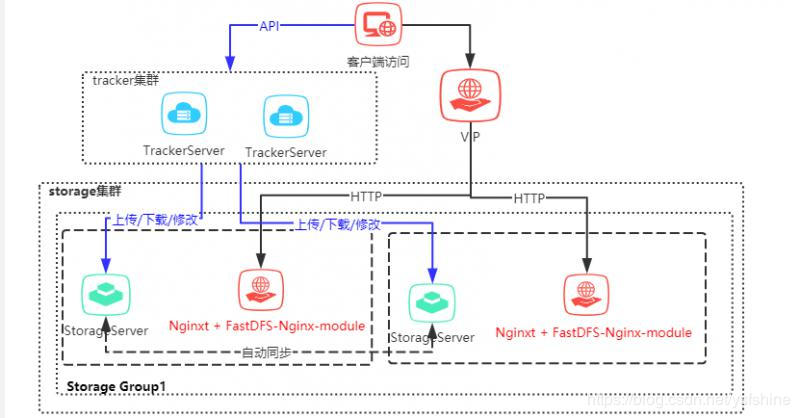 API
客户端访问
tracker集群
TrackerServer
TrackerServer
VIP
storage集群
HTTP
HTTP
上传/下载/修改
上传/下载/修改
StorageServer
Nginxt + FastDFS-Nginx-module
StorageServer
Nginxt + FastDFS-Nginx-module
自动同步
Storage Group1
https://blog.csdn.net/yslshine